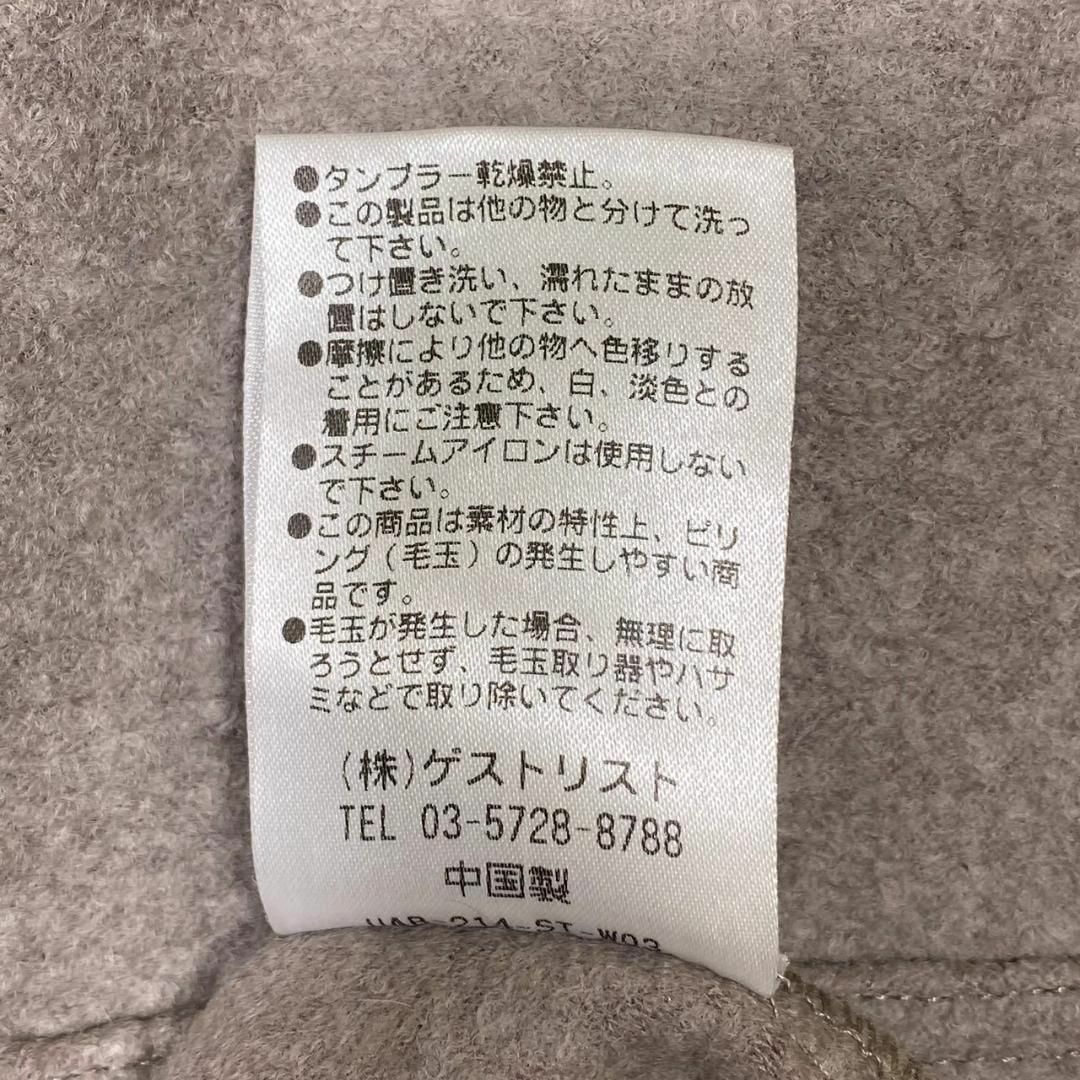 ●タンブラー乾燥禁止。
●この製品は他の物と分けて洗っ
て下さい。
●つけ置き洗い、濡れたままの放
置はしないで下さい。
●摩擦により他の物へ色移りする
ことがあるため、白、淡色との
着用にご注意下さい。
●スチームアイロンは使用しない
で下さい。
●この商品は素材の特性上、ピリ
ング(毛玉)の発生しやすい商
品です。
●毛玉が発生した場合、無理に取
ろうとせず、毛玉取り器やハサ
ミなどで取り除いてください。
(株)ゲストリスト
TEL 03-5728-8788
中国製
UAB-214-ST-W03